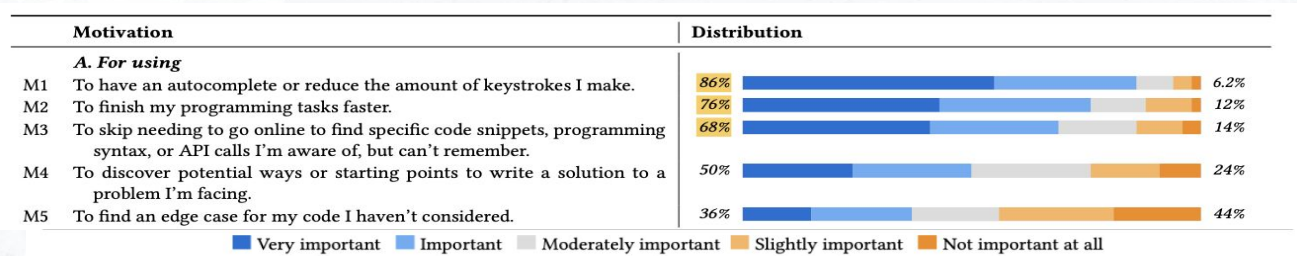 Motivation Distribution
A. For using
M1 To have an autocomplete or reduce the amount of keystrokes I make. 86% 6.2%
M2 To finish my programming tasks faster. 76% 12%
M3 To skip needing to go online to find specific code snippets, programming 68% 14%
syntax, or API calls I’m aware of, but can’t remember.
M4 To discover potential ways or starting points to write a solution to a 50% 24%
problem I’m facing.
M5 To find an edge case for my code I haven’t considered. 36% 44%
Very important Important Moderately important Slightly important Not important at all